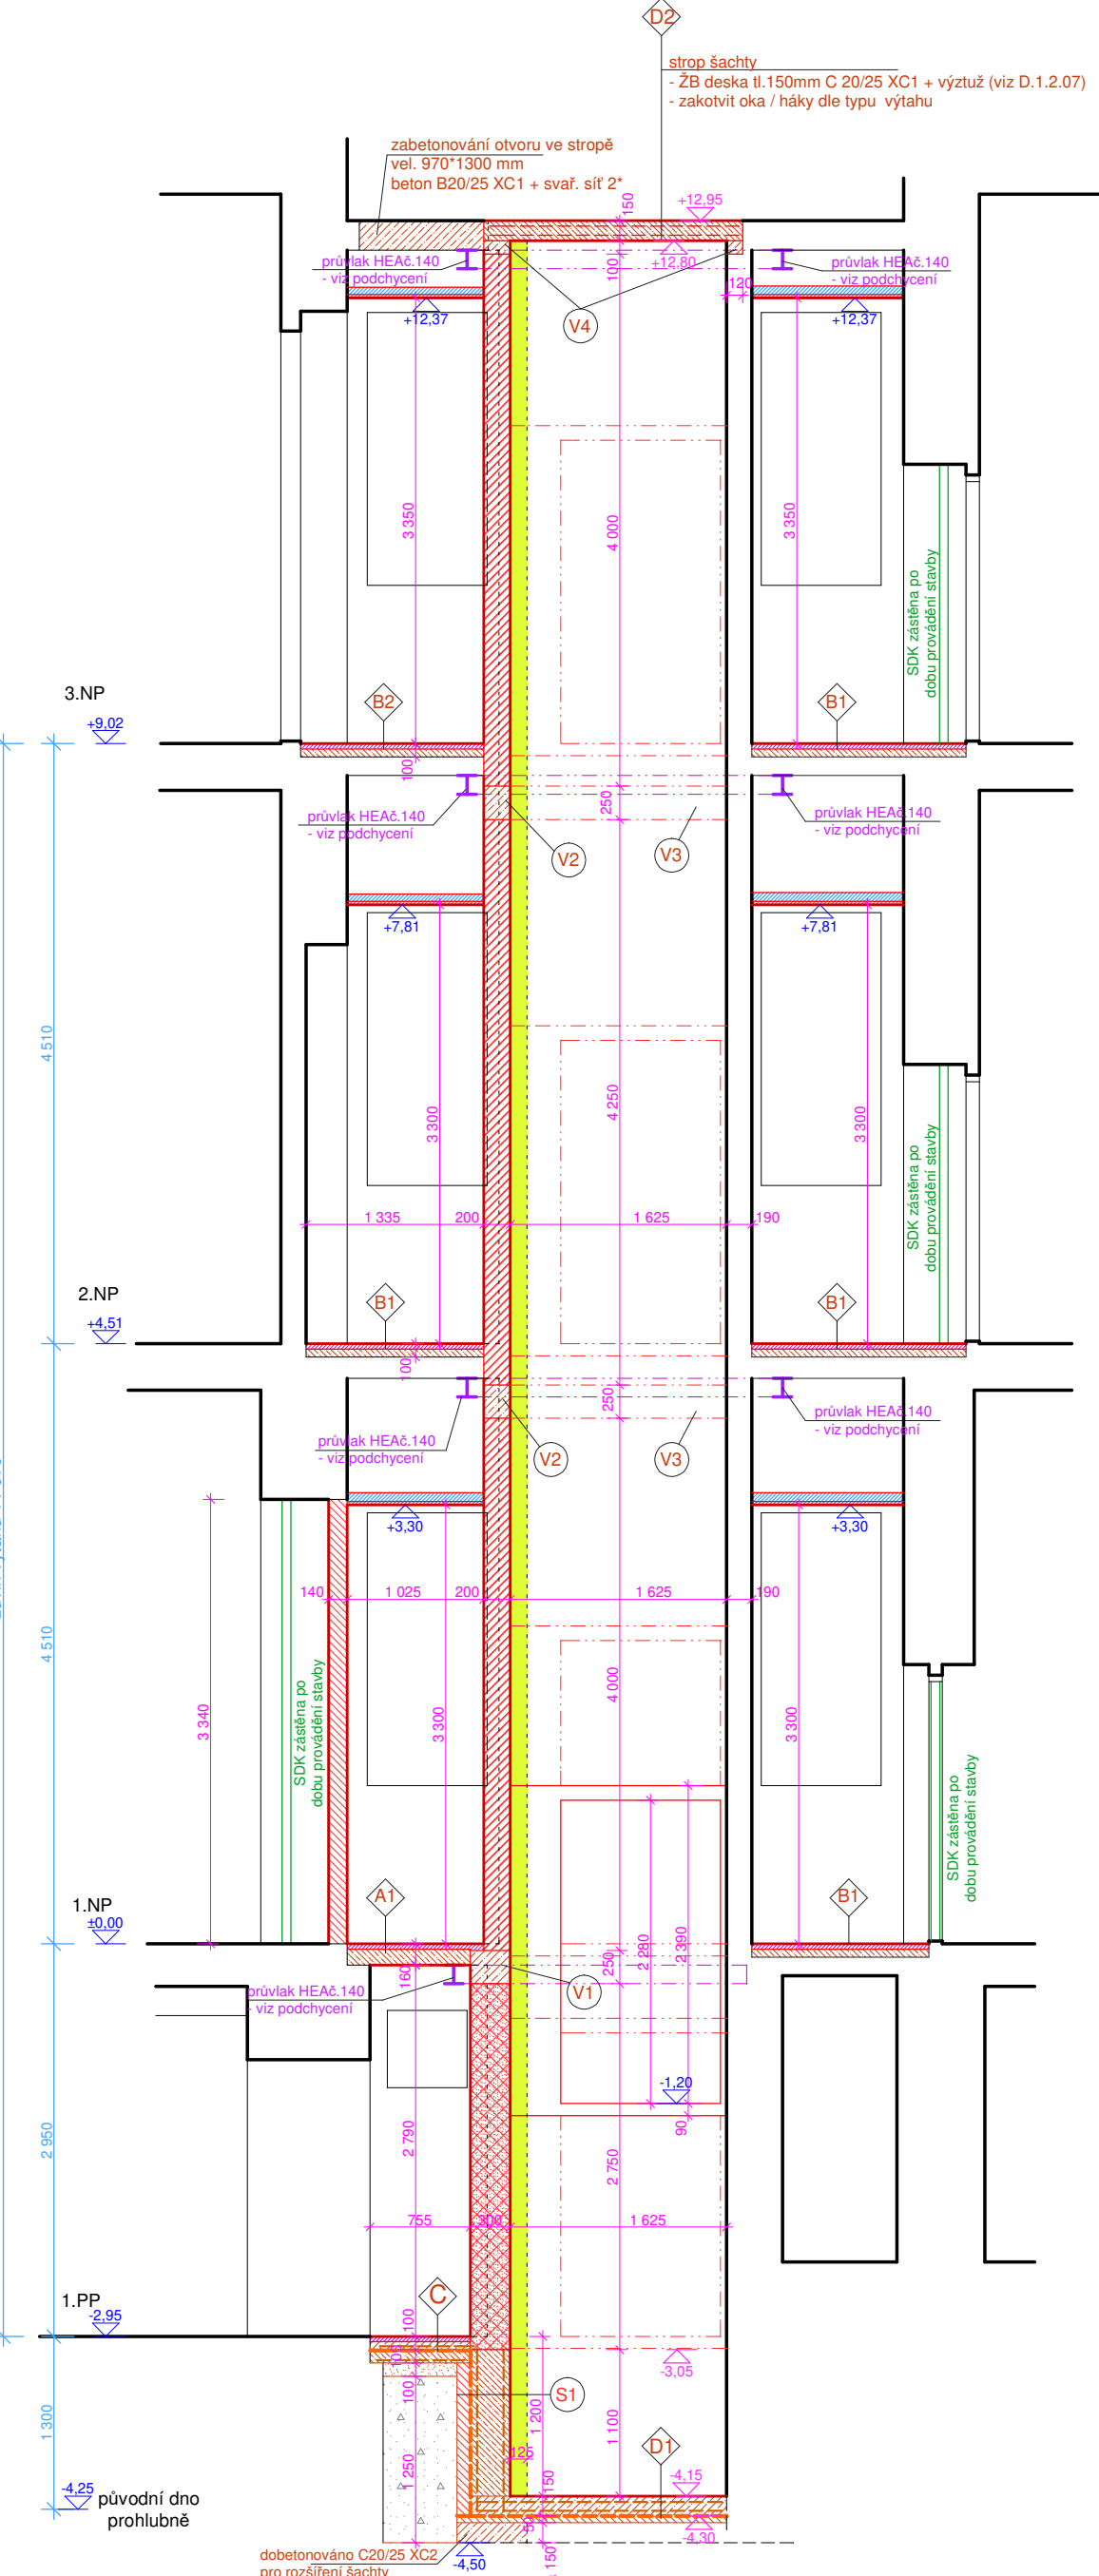 D2
strop šachty
- ŽB deska tl.150mm C 20/25 XC1 + výztuž (viz D.1.2.07)
- zakotvit oka / háky dle typu výtahu
zabetonování otvoru ve stropě
vel. 970*1300 mm
beton B20/25 XC1 + svař. síť 2*
150
+12,95
průvlak HEAč.140
- viz podchycení
100
+12,80
120
průvlak HEAč.140
- viz podchycení
+12,37
V4
+12,37
3 350
4 000
3 350
SDK zástěna po
dobu provádění stavby
3.NP
+9,02
B2
B1
100
250
průvlak HEAč.140
- viz podchycení
průvlak HEAč.140
- viz podchycení
V2
V3
+7,81
+7,81
4 510
3 300
4 250
3 300
SDK zástěna po
dobu provádění stavby
1 335
200
1 625
190
2.NP
+4,51
B1
B1
100
250
průvlak HEAč.140
- viz podchycení
průvlak HEAč.140
- viz podchycení
V2
V3
+3,30
+3,30
140
1 025
200
1 625
190
4 510
3 340
SDK zástěna po
dobu provádění stavby
3 300
4 000
3 300
SDK zástěna po
dobu provádění stavby
1.NP
±0,00
A1
B1
160
250
2 280
2 390
průvlak HEAč.140
- viz podchycení
V1
-1,20
90
2 950
2 790
2 750
755
300
1 625
1.PP
-2,95
C
100
-3,05
100
S1
1 300
1 250
1 200
1 100
D1
125
150
-4,15
-4,25
původní dno
prohlubně
50
-4,30
dobetonováno C20/25 XC2
pro rozšíření šachty
-4,50
150